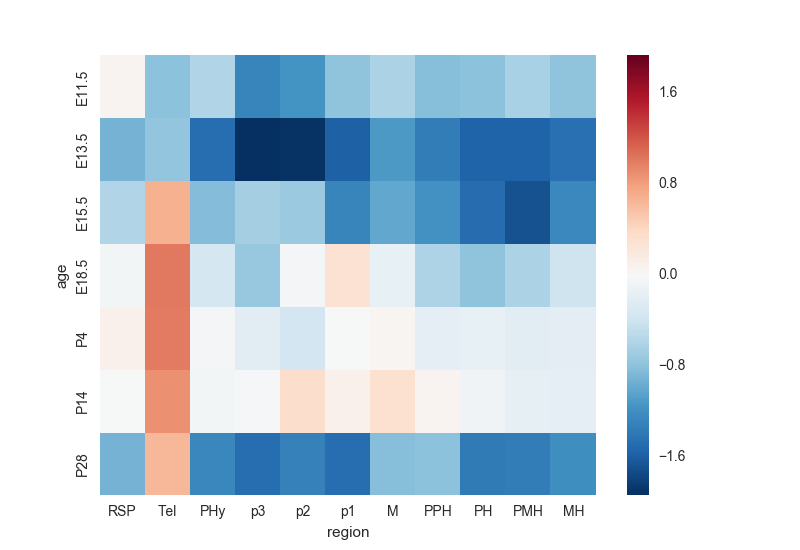 E11.5
E13.5
E15.5
E18.5
P4
P14
P28
age
RSP Tel PHy p3 p2 p1 M PPH PH PMH MH
region
1.6
0.8
0.0
−0.8
−1.6